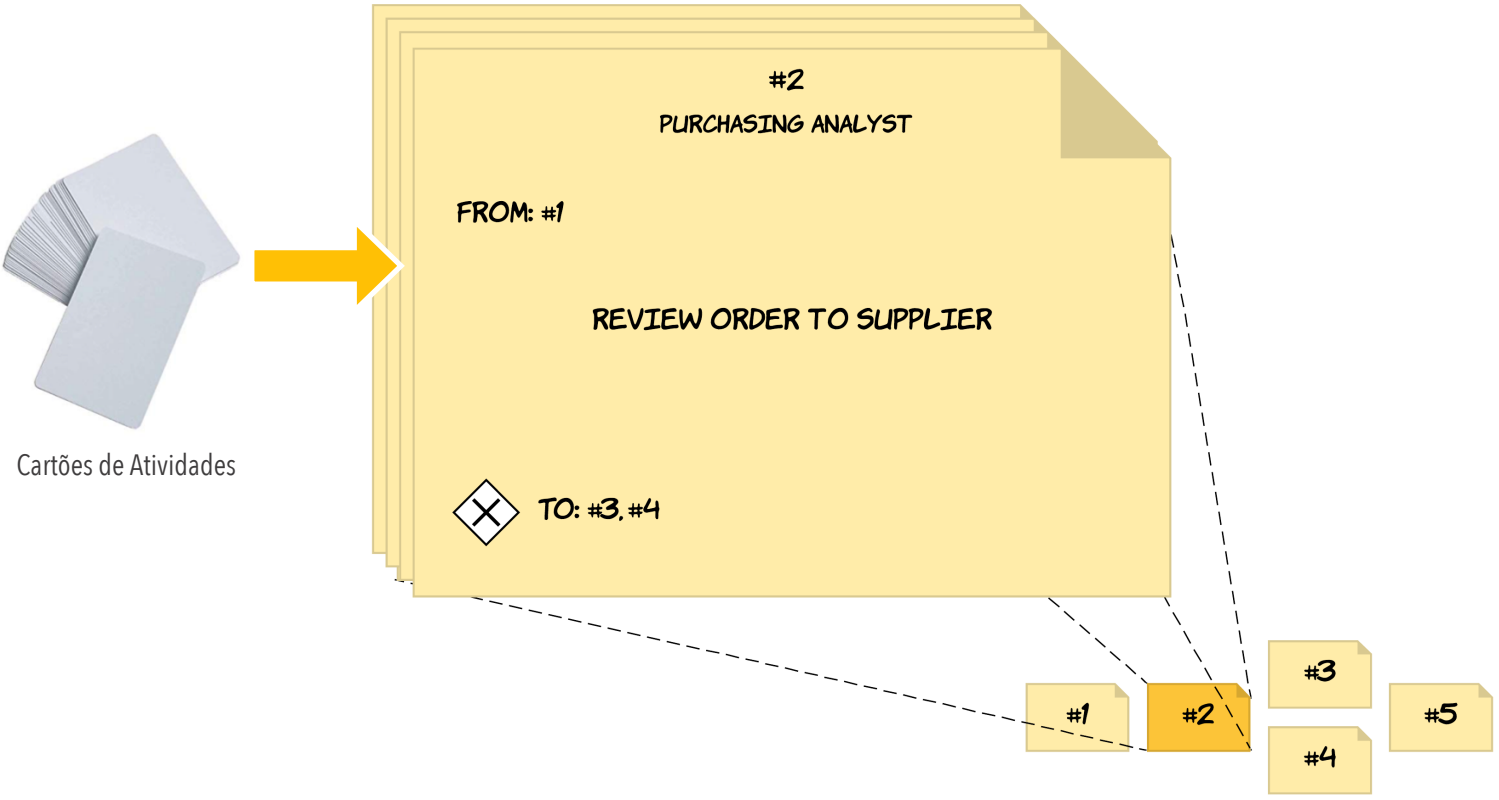 #2
PURCHASING ANALYST
FROM: #1
REVIEW ORDER TO SUPPLIER
TO: #3, #4
Cartões de Atividades
#1
#2
#3
#4
#5